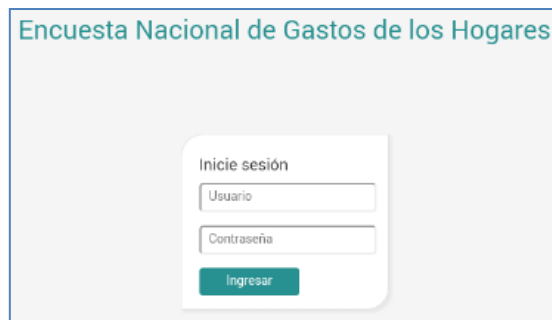 Encuesta Nacional de Gastos de los Hogares
Inicie sesión
Usuario
Contraseña
Ingresar